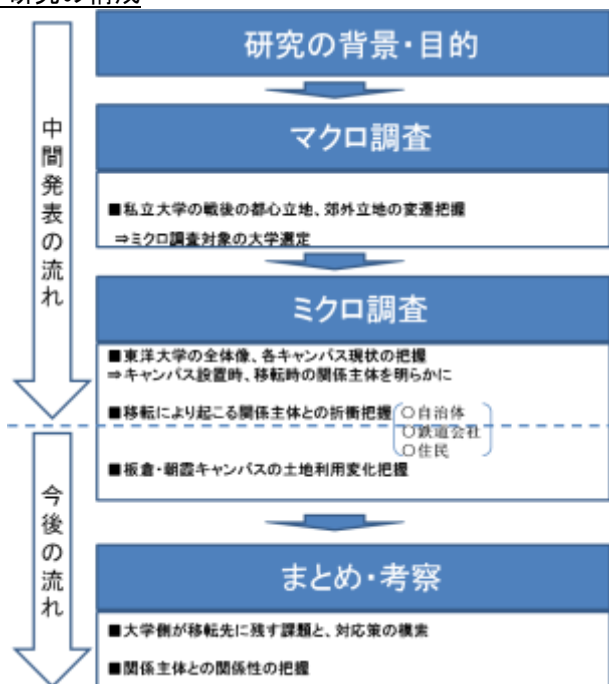 研究の構成
研究の背景・目的
中間発表の流れ
マクロ調査
■私立大学の戦後の都心立地、郊外立地の変遷把握
⇒ミクロ調査対象の大学選定
ミクロ調査
■東洋大学の全体像、各キャンパス現状の把握
⇒キャンパス設置時、移転時の関係主体を明らかに
■移転により起こる関係主体との折衝把握
○自治体
○鉄道会社
○住民
■板倉・朝霞キャンパスの土地利用変化把握
今後の流れ
まとめ・考察
■大学側が移転先に残す課題と、対応策の模索
■関係主体との関係性の把握